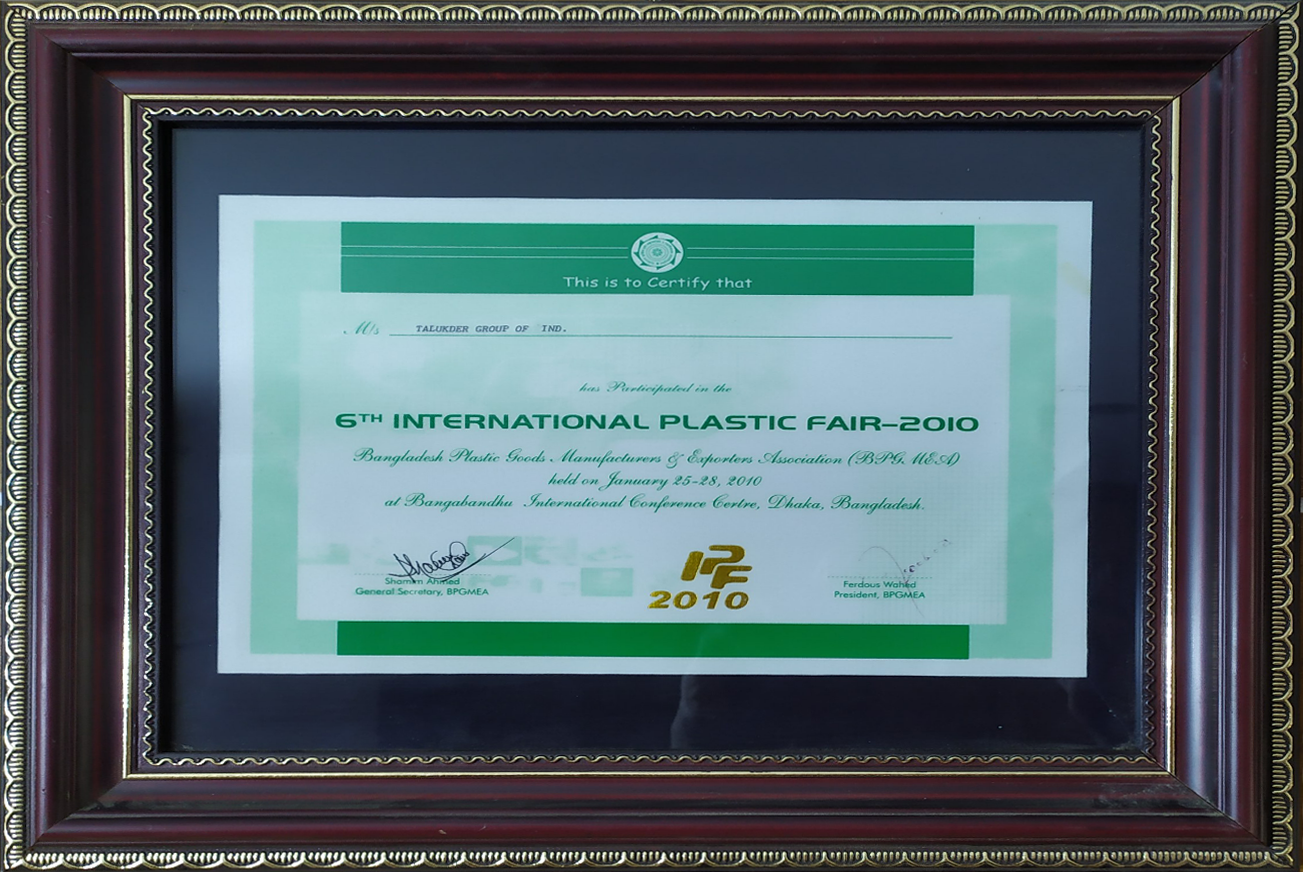 This is to Certify that
M/s TALUKDER GROUP OF IND.
has Participated in the
6TH INTERNATIONAL PLASTIC FAIR-2010
Bangladesh Plastic Goods Manufacturers & Exporters Association (BPGMEA)
held on January 25-28, 2010
at Bangabandhu International Conference Certre, Dhaka, Bangladesh.
Shamim Ahmed
General Secretary, BPGMEA
IPF
2010
Ferdous Wahed
President, BPGMEA